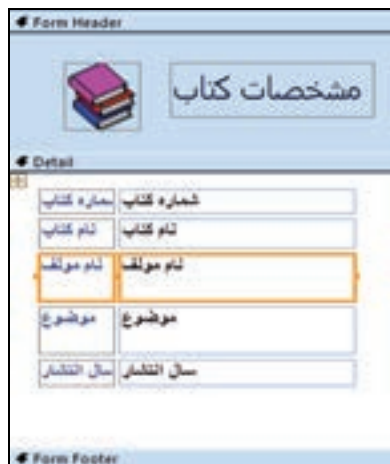 Form Header
مشخصات کتاب
Detail
شماره کتاب شماره کتاب
نام کتاب نام کتاب
نام مولف نام مولف
موضوع موضوع
سال انتشار سال انتشار
Form Footer